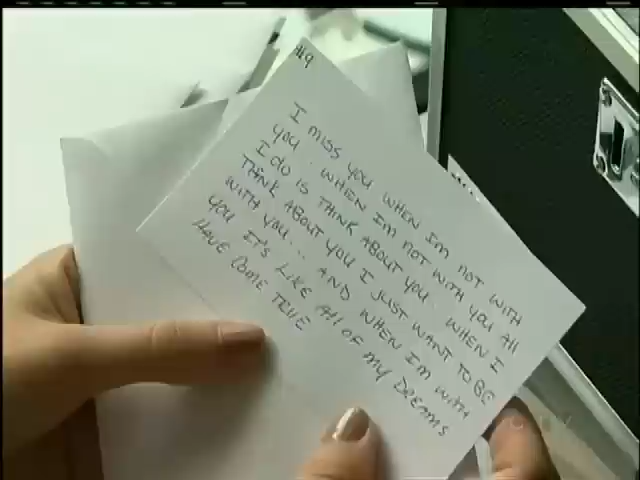 #19
I MISS YOU WHEN I'M NOT WITH
YOU. WHEN I'M NOT WITH YOU All
I DO IS THINK ABOUT YOU. WHEN I
THINK ABOUT YOU I JUST WANT TO BE
WITH YOU... AND WHEN I'M WITH
YOU IT'S LIKE All OF MY DREAMS
HAVE COME TRUE